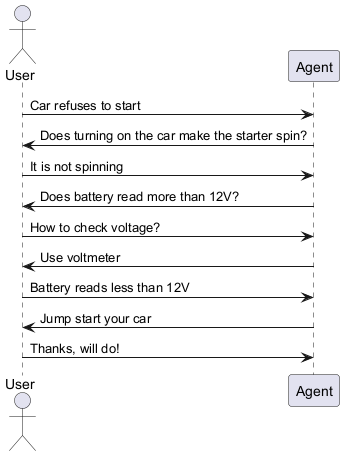 User
Agent
Car refuses to start
Does turning on the car make the starter spin?
It is not spinning
Does battery read more than 12V?
How to check voltage?
Use voltmeter
Battery reads less than 12V
Jump start your car
Thanks, will do!
User
Agent